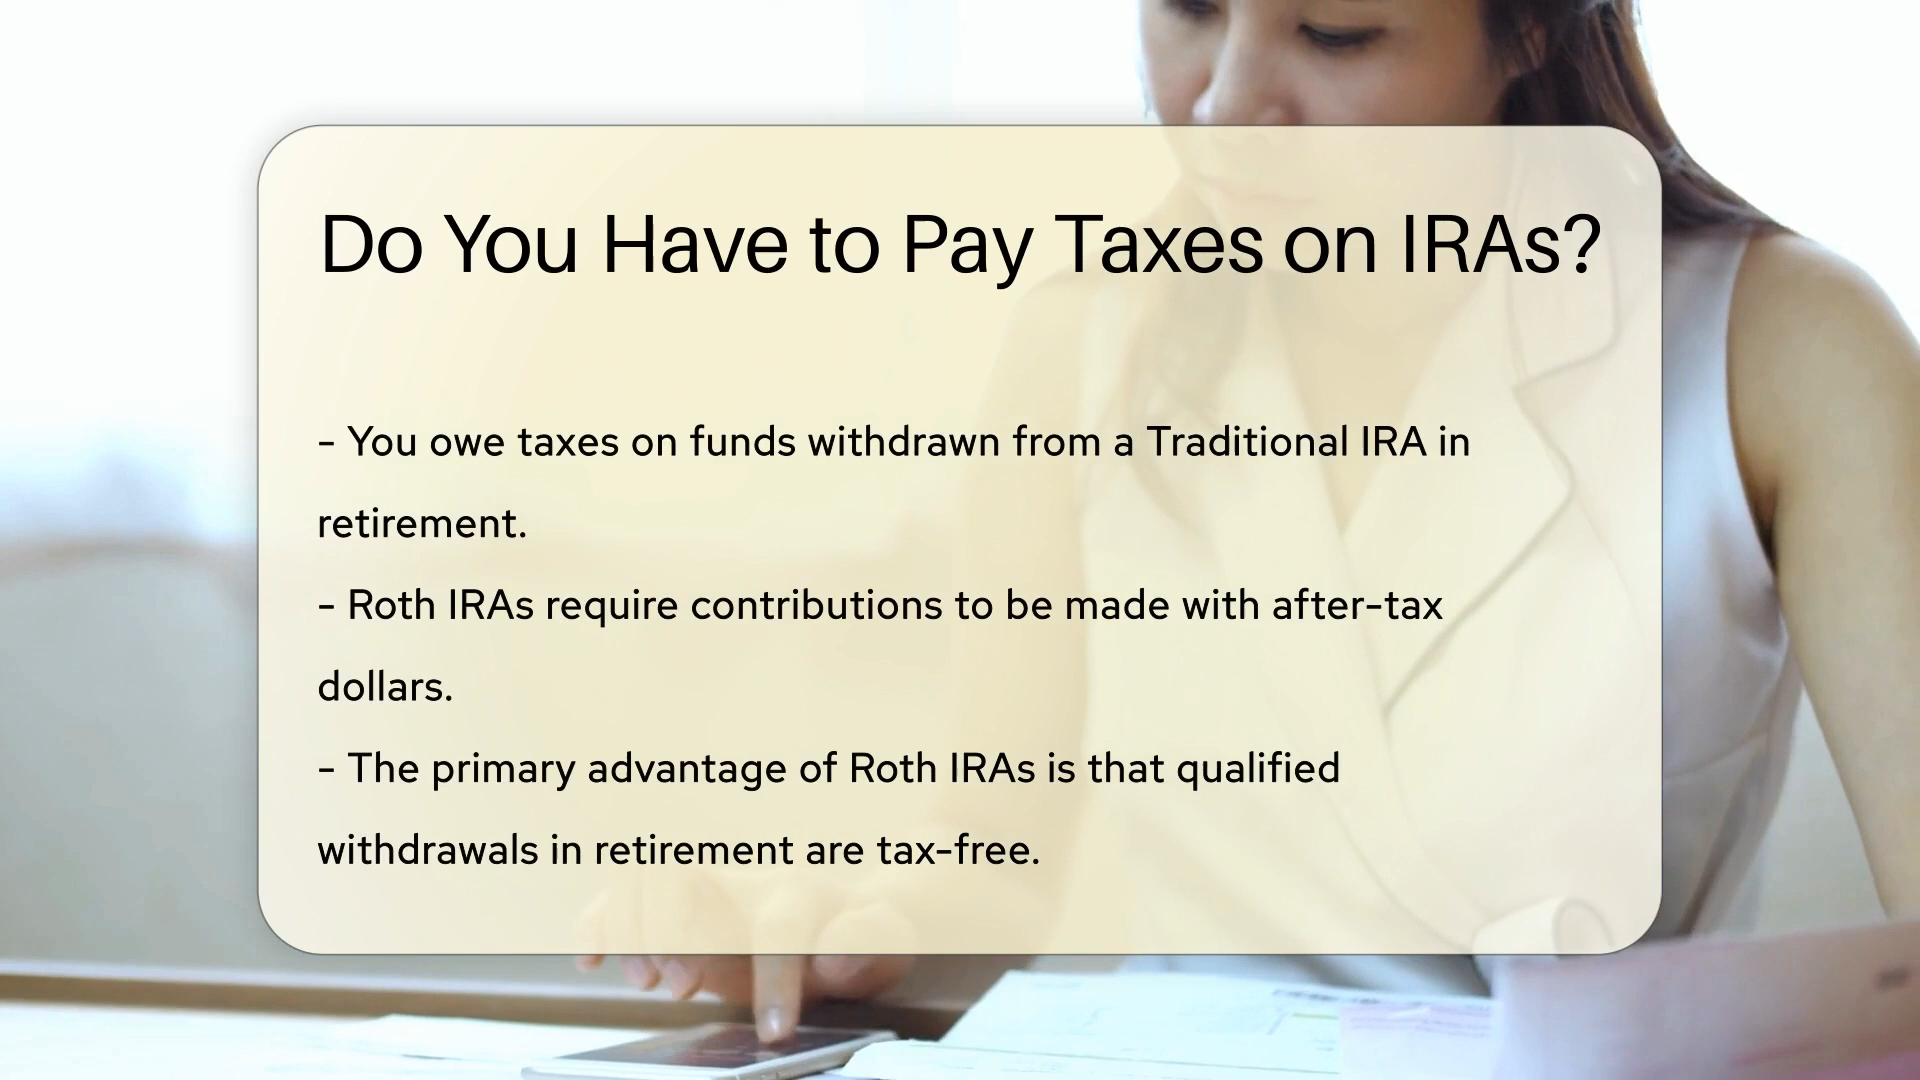 Do You Have to Pay Taxes on IRAs?
- You owe taxes on funds withdrawn from a Traditional IRA in
retirement.
- Roth IRAs require contributions to be made with after-tax
dollars.
- The primary advantage of Roth IRAs is that qualified
withdrawals in retirement are tax-free.